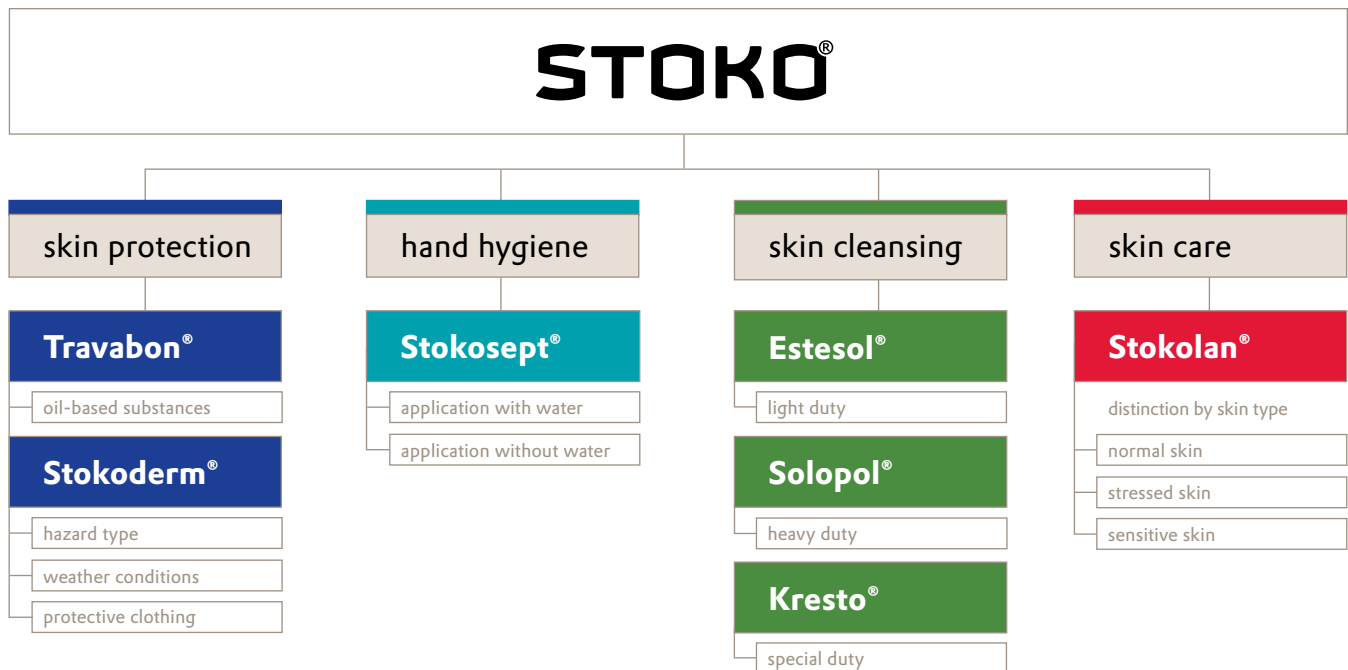 STOKO®
skin protection
Travabon®
oil-based substances
Stokoderm®
hazard type
weather conditions
protective clothing
hand hygiene
Stokosept®
application with water
application without water
skin cleansing
Estesol®
light duty
Solopol®
heavy duty
Kresto®
special duty
skin care
Stokolan®
distinction by skin type
normal skin
stressed skin
sensitive skin